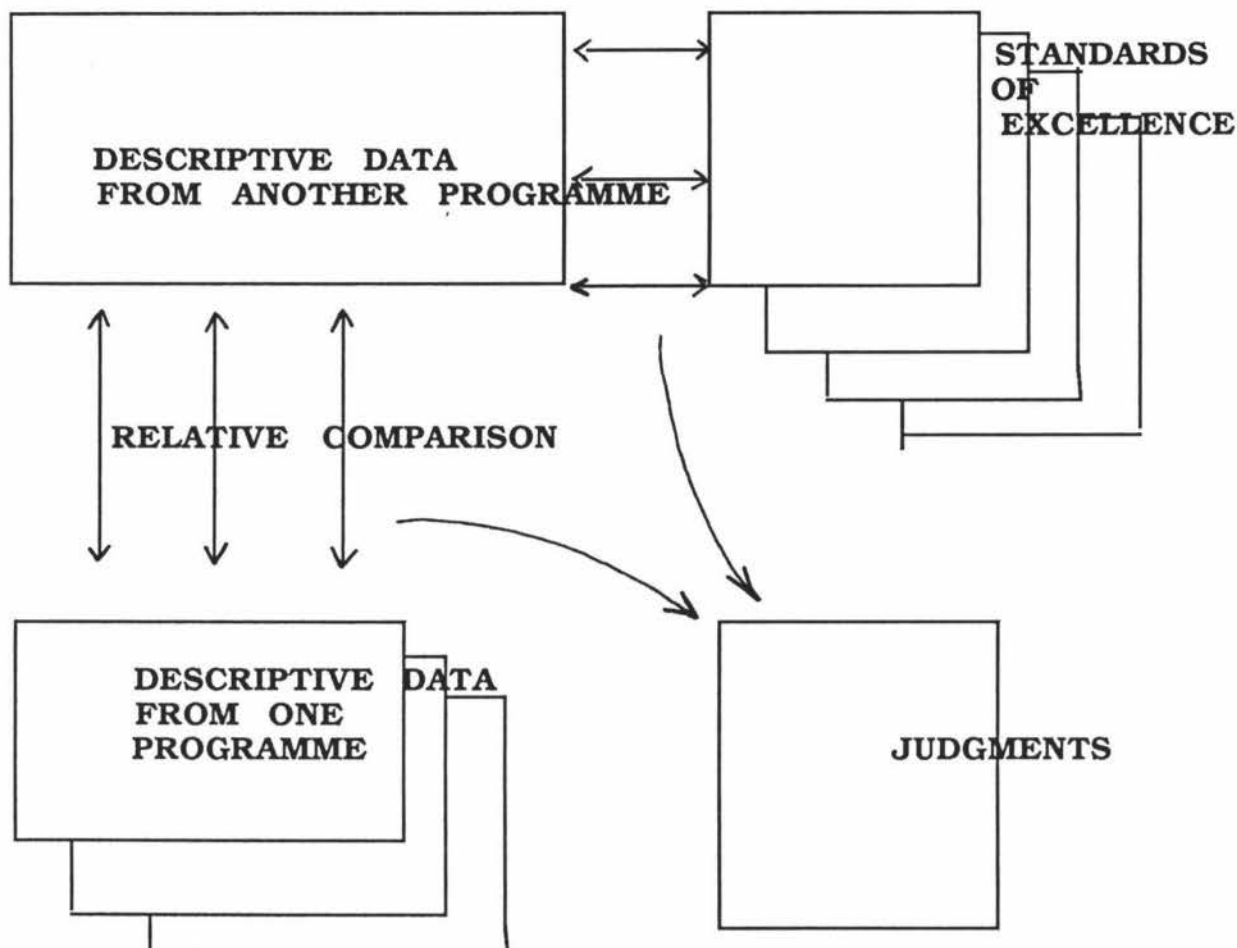 STANDARDS
OF
EXCELLENCE
DESCRIPTIVE DATA
FROM ANOTHER PROGRAMME
RELATIVE COMPARISON
DESCRIPTIVE DATA
FROM ONE
PROGRAMME
JUDGMENTS